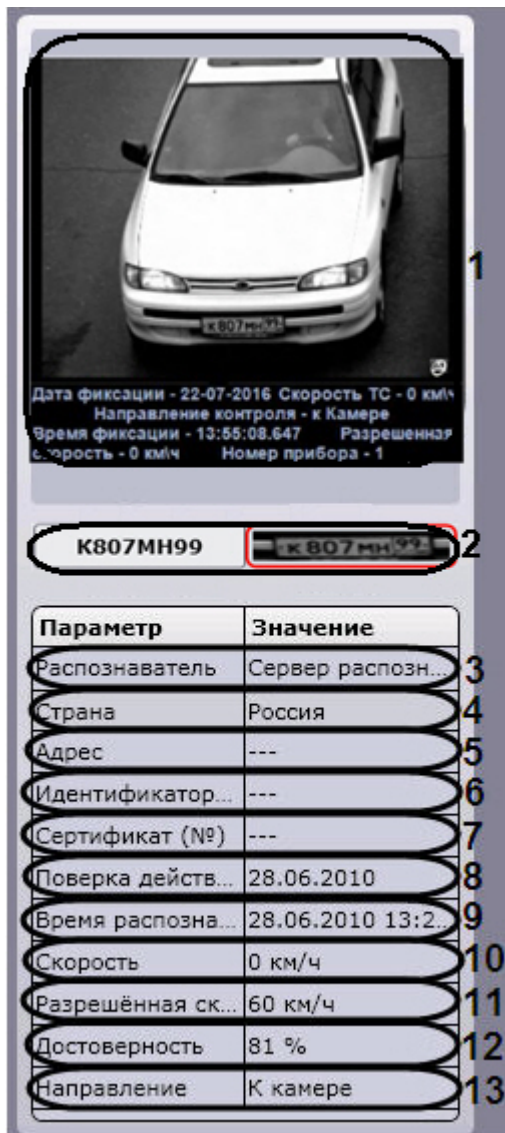 к807мн99
Дата фиксации - 22-07-2016 Скорость ТС - 0 км\ч
Направление контроля - к Камере
Время фиксации - 13:55:08.647 Разрешенная
скорость - 0 км\ч Номер прибора - 1
1
К807МН99 к807мн99 2
Параметр Значение
Распознаватель Сервер распозн... 3
Страна Россия 4
Адрес --- 5
Идентификатор... --- 6
Сертификат (№) --- 7
Поверка действ... 28.06.2010 8
Время распозна... 28.06.2010 13:2... 9
Скорость 0 км/ч 10
Разрешённая ск... 60 км/ч 11
Достоверность 81 % 12
Направление К камере 13